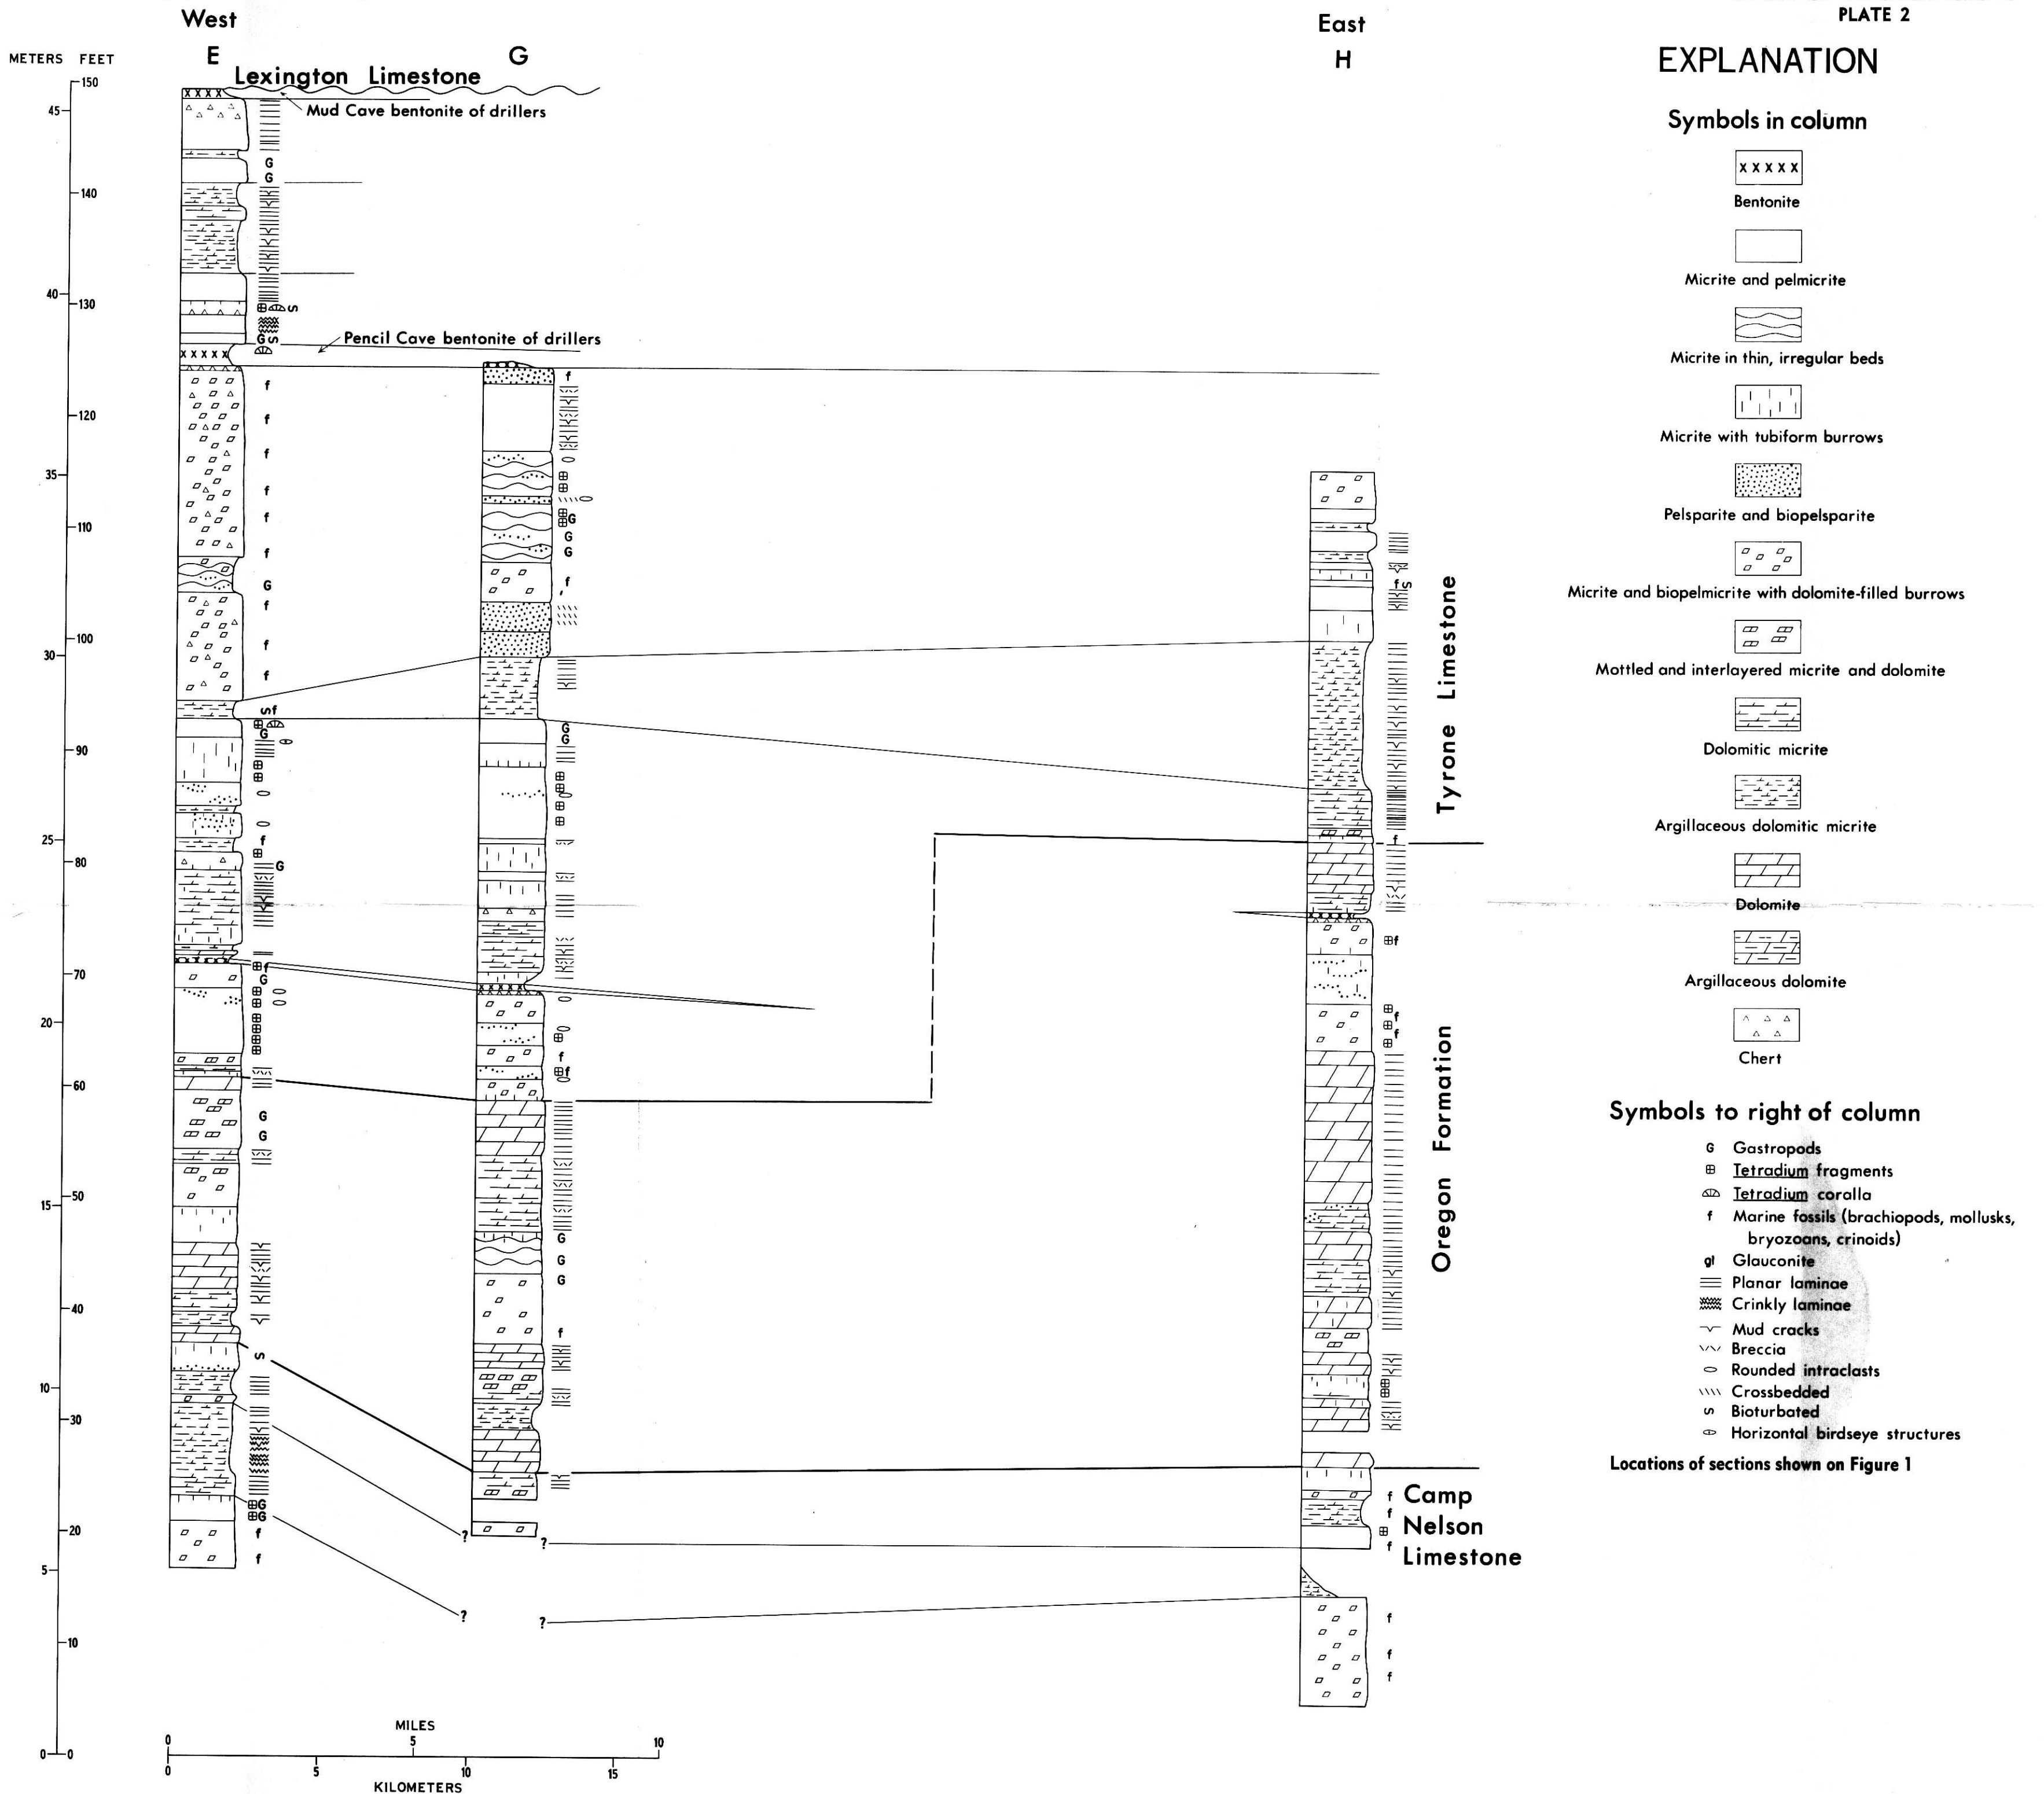 West
East
PLATE 2
E
G
H
METERS FEET
EXPLANATION
Lexington Limestone
Mud Cave bentonite of drillers
Pencil Cave bentonite of drillers
150
45
140
40
130
120
35
110
100
30
90
25
80
70
20
60
50
15
40
10
30
20
5
10
0
0
Tyrone Limestone
Oregon Formation
Camp
Nelson
Limestone
Symbols in column
Bentonite
Micrite and pelmicrite
Micrite in thin, irregular beds
Micrite with tubiform burrows
Pelsparite and biopelsparite
Micrite and biopelmicrite with dolomite-filled burrows
Mottled and interlayered micrite and dolomite
Dolomitic micrite
Argillaceous dolomitic micrite
Dolomite
Argillaceous dolomite
Chert
Symbols to right of column
G Gastropods
Tetradium fragments
Tetradium coralla
f Marine fossils (brachiopods, mollusks,
bryozoans, crinoids)
gl Glauconite
Planar laminae
Crinkly laminae
Mud cracks
Breccia
Rounded intraclasts
Crossbedded
Bioturbated
Horizontal birdseye structures
Locations of sections shown on Figure 1
MILES
0 5 10
0 5 10 15
KILOMETERS